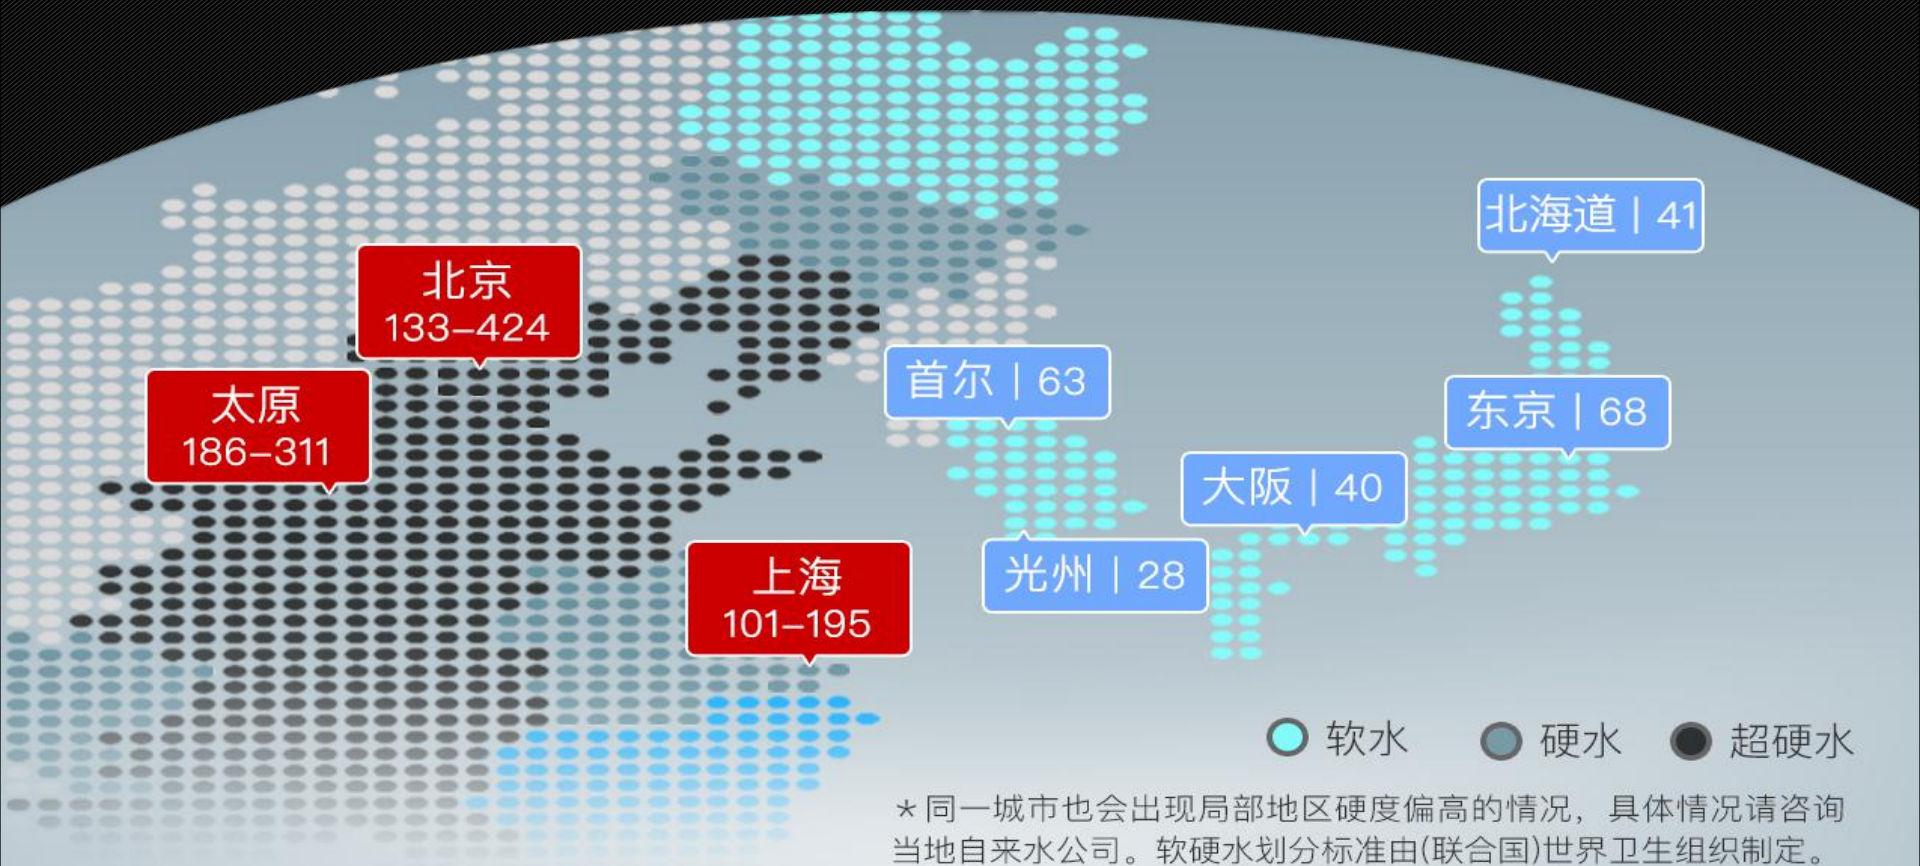 北海道 | 41
北京
133–424
首尔 | 63
太原
186–311
东京 | 68
大阪 | 40
上海
101–195
光州 | 28
软水 硬水 超硬水
*同一城市也会出现局部地区硬度偏高的情况，具体情况请咨询
当地自来水公司。软硬水划分标准由(联合国)世界卫生组织制定。